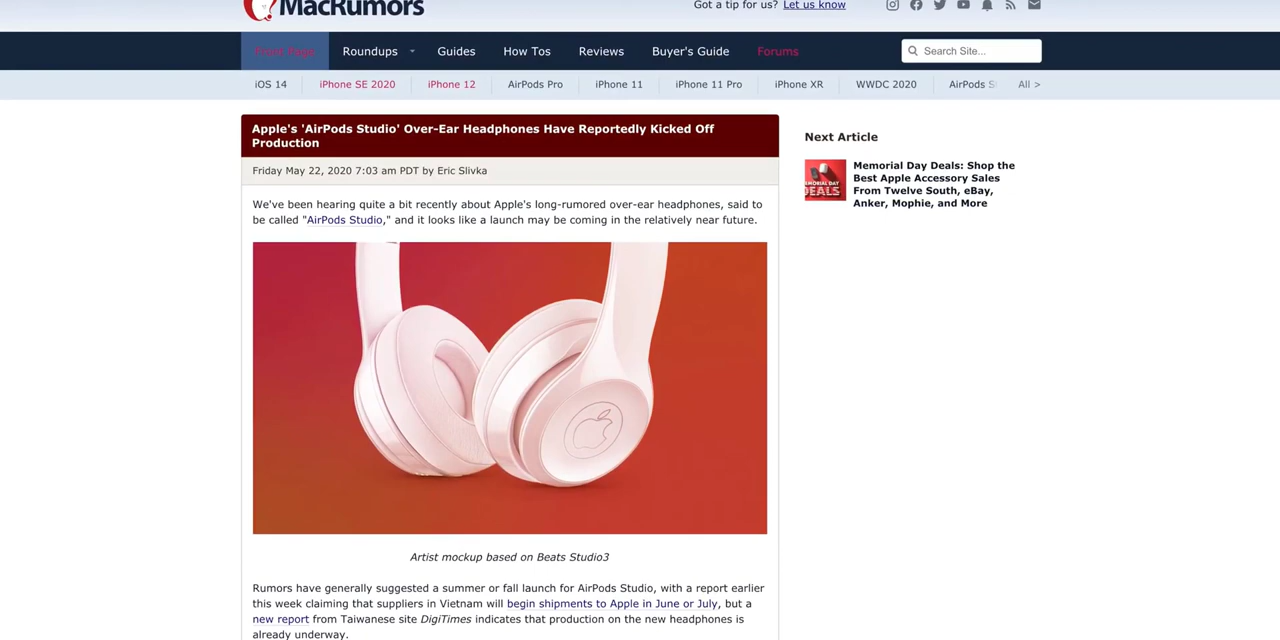 MacRumors
Got a tip for us? Let us know
Front Page Roundups Guides How Tos Reviews Buyer's Guide Forums Search Site...
iOS 14 iPhone SE 2020 iPhone 12 AirPods Pro iPhone 11 iPhone 11 Pro iPhone XR WWDC 2020 AirPods S All >
Apple's 'AirPods Studio' Over-Ear Headphones Have Reportedly Kicked Off
Production
Friday May 22, 2020 7:03 am PDT by Eric Slivka
We've been hearing quite a bit recently about Apple's long-rumored over-ear headphones, said to
be called "AirPods Studio," and it looks like a launch may be coming in the relatively near future.
Artist mockup based on Beats Studio3
Rumors have generally suggested a summer or fall launch for AirPods Studio, with a report earlier
this week claiming that suppliers in Vietnam will begin shipments to Apple in June or July, but a
new report from Taiwanese site DigiTimes indicates that production on the new headphones is
already underway.
Next Article
Memorial Day Deals: Shop the
Best Apple Accessory Sales
From Twelve South, eBay,
Anker, Mophie, and More